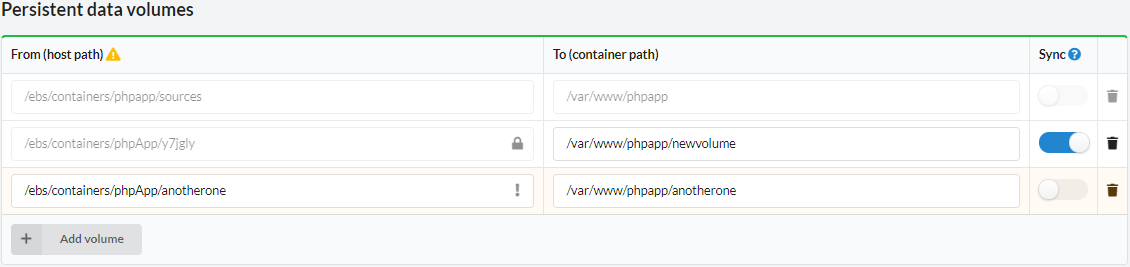 Persistent data volumes
From (host path) To (container path) Sync
/ebs/containers/phpapp/sources /var/www/phpapp
/ebs/containers/phpApp/y7jgly /var/www/phpapp/newvolume
/ebs/containers/phpApp/anotherone /var/www/phpapp/anotherone
+ Add volume